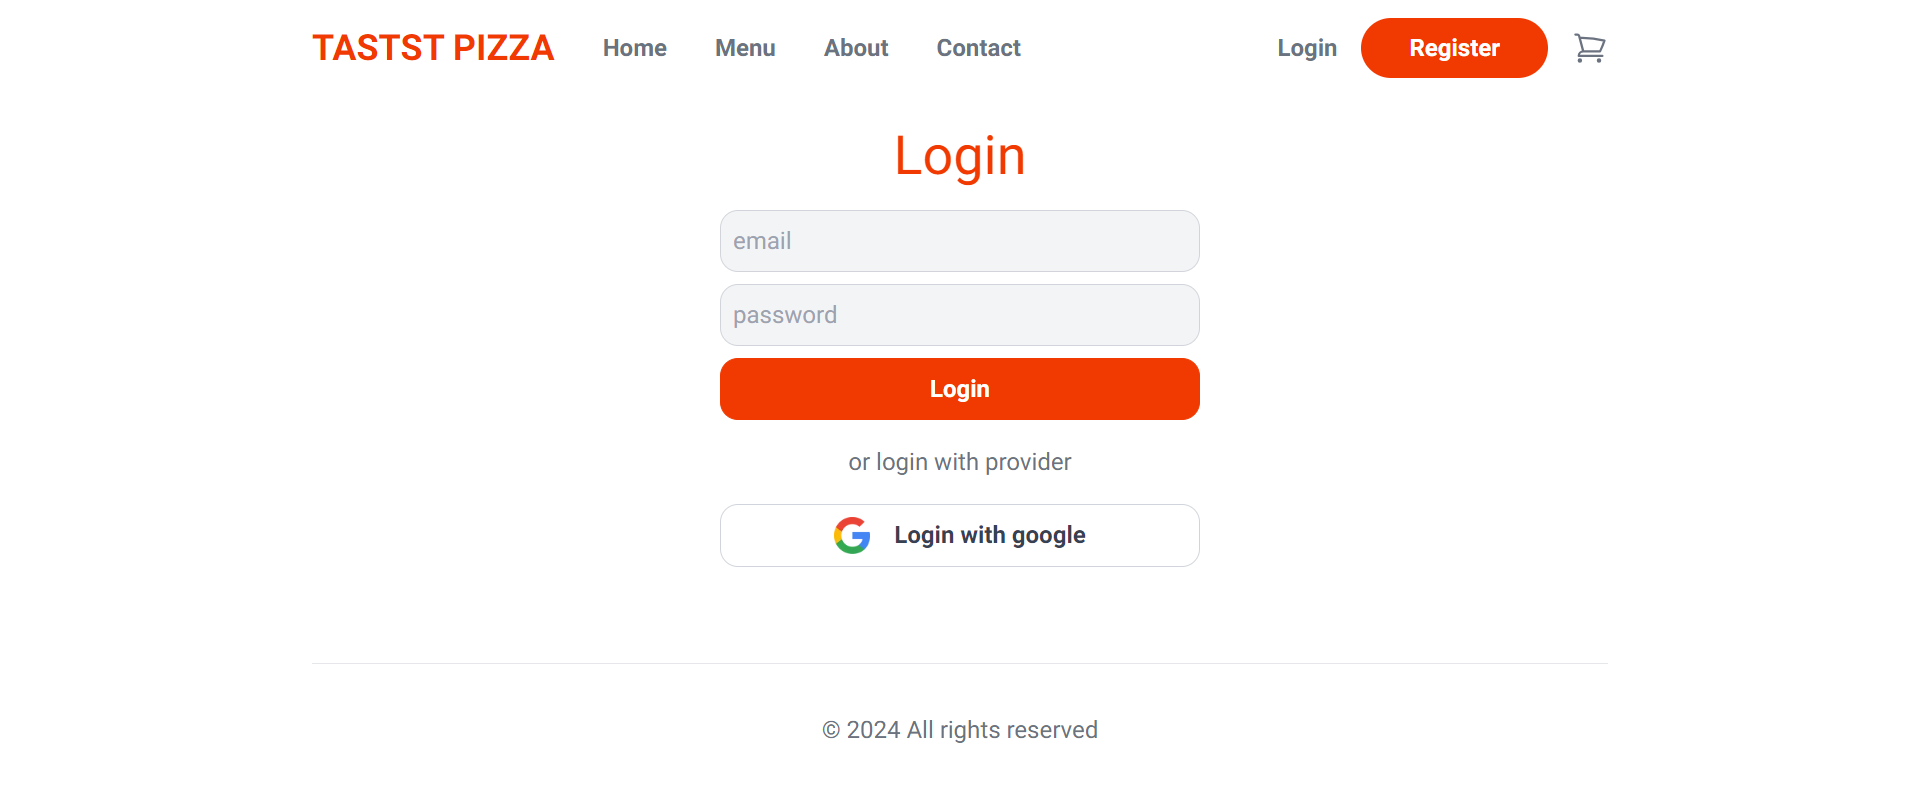 TASTST PIZZA Home Menu About Contact Login Register
Login
email
password
Login
or login with provider
Login with google
© 2024 All rights reserved